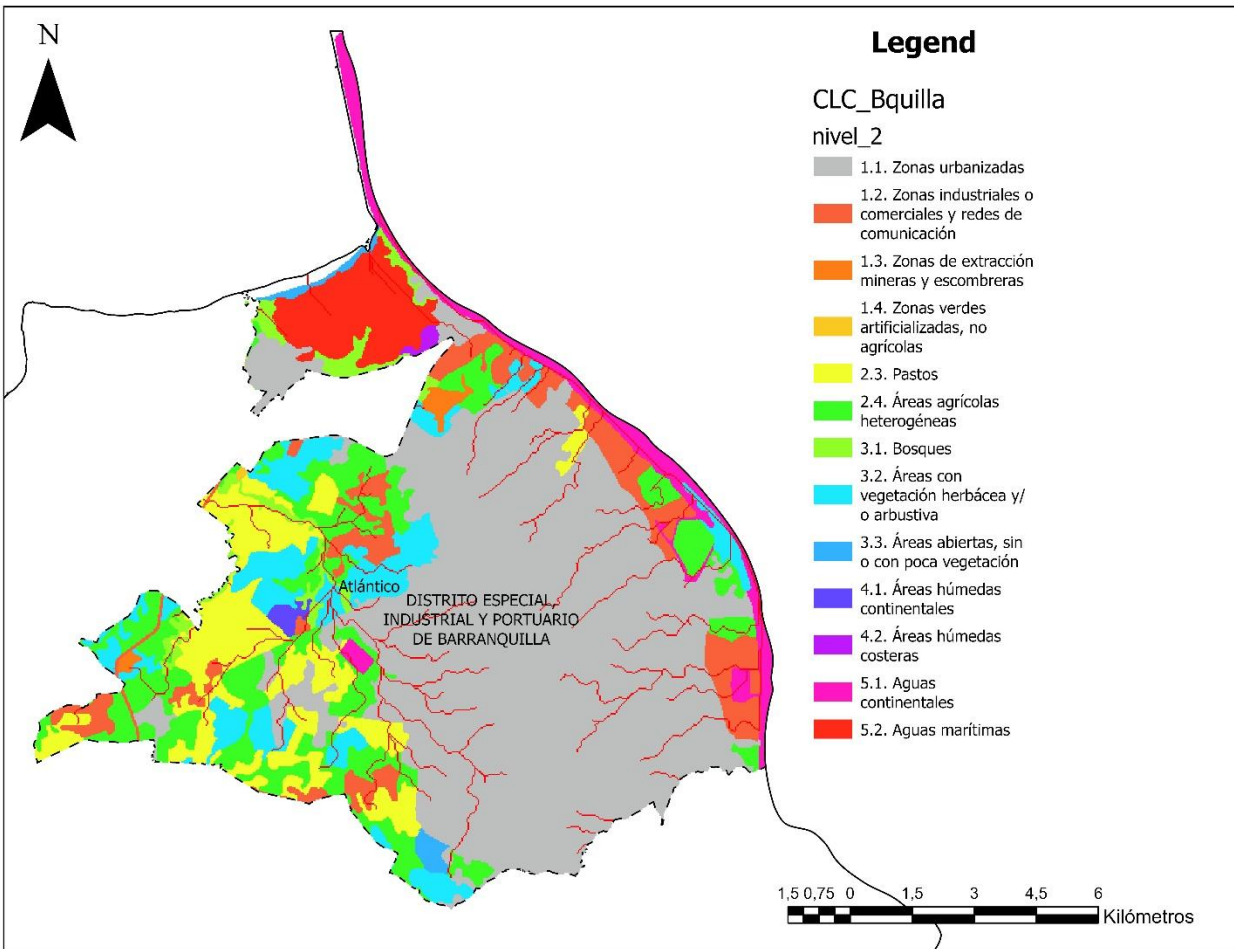 N
Legend
CLC_Bquilla
nivel_2
1.1. Zonas urbanizadas
1.2. Zonas industriales o
comerciales y redes de
comunicación
1.3. Zonas de extracción
mineras y escombreras
1.4. Zonas verdes
artificializadas, no
agrícolas
2.3. Pastos
2.4. Áreas agrícolas
heterogéneas
3.1. Bosques
3.2. Áreas con
vegetación herbácea y/
o arbustiva
3.3. Áreas abiertas, sin
o con poca vegetación
4.1. Áreas húmedas
continentales
4.2. Áreas húmedas
costeras
5.1. Aguas
continentales
5.2. Aguas marítimas
Atlántico
DISTRITO ESPECIAL,
INDUSTRIAL Y PORTUARIO
DE BARRANQUILLA
1,5 0,75 0 1,5 3 4,5 6
Kilómetros